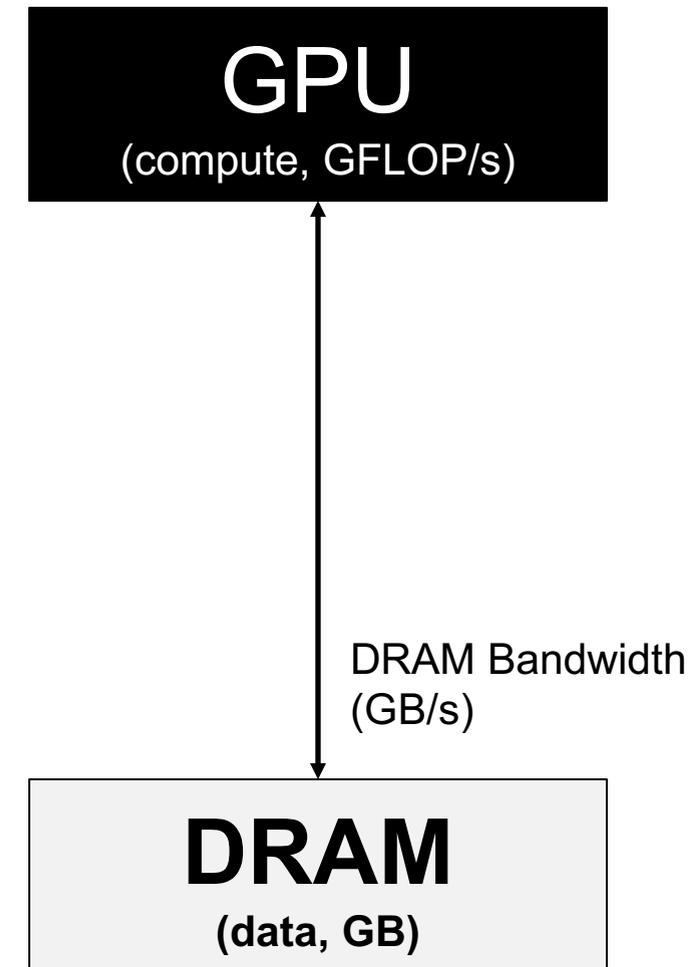 GPU
(compute, GFLOP/s)
DRAM Bandwidth
(GB/s)
DRAM
(data, GB)